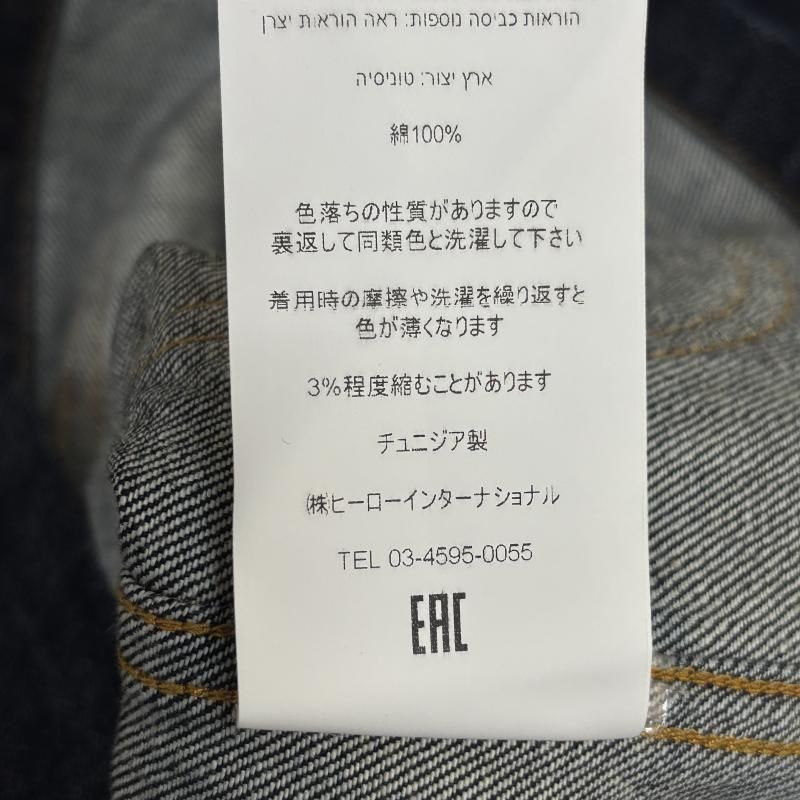 הוראות כביסה נוספות: ראה הוראות יצרן
ארץ יצור: טוניסיה
綿100%
色落ちの性質がありますので
裏返して同類色と洗濯して下さい
着用時の摩擦や洗濯を繰り返すと
色が薄くなります
3%程度縮むことがあります
チュニジア製
㈱ヒーローインターナショナル
TEL 03-4595-0055
EAC